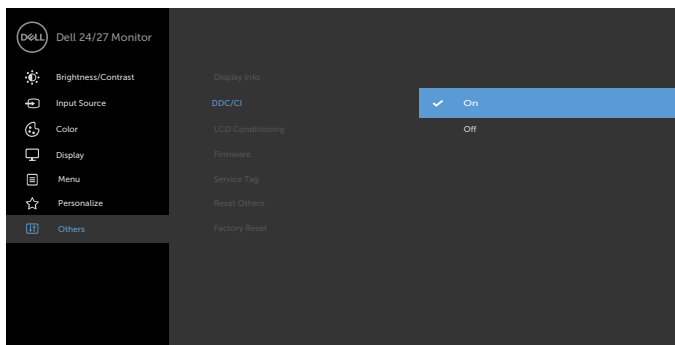 DELL Dell 24/27 Monitor
Brightness/Contrast
Input Source
Color
Display
Menu
Personalize
Others
Display Info
DDC/CI
LCD Conditioning
Firmware
Service Tag
Reset Others
Factory Reset
On
Off